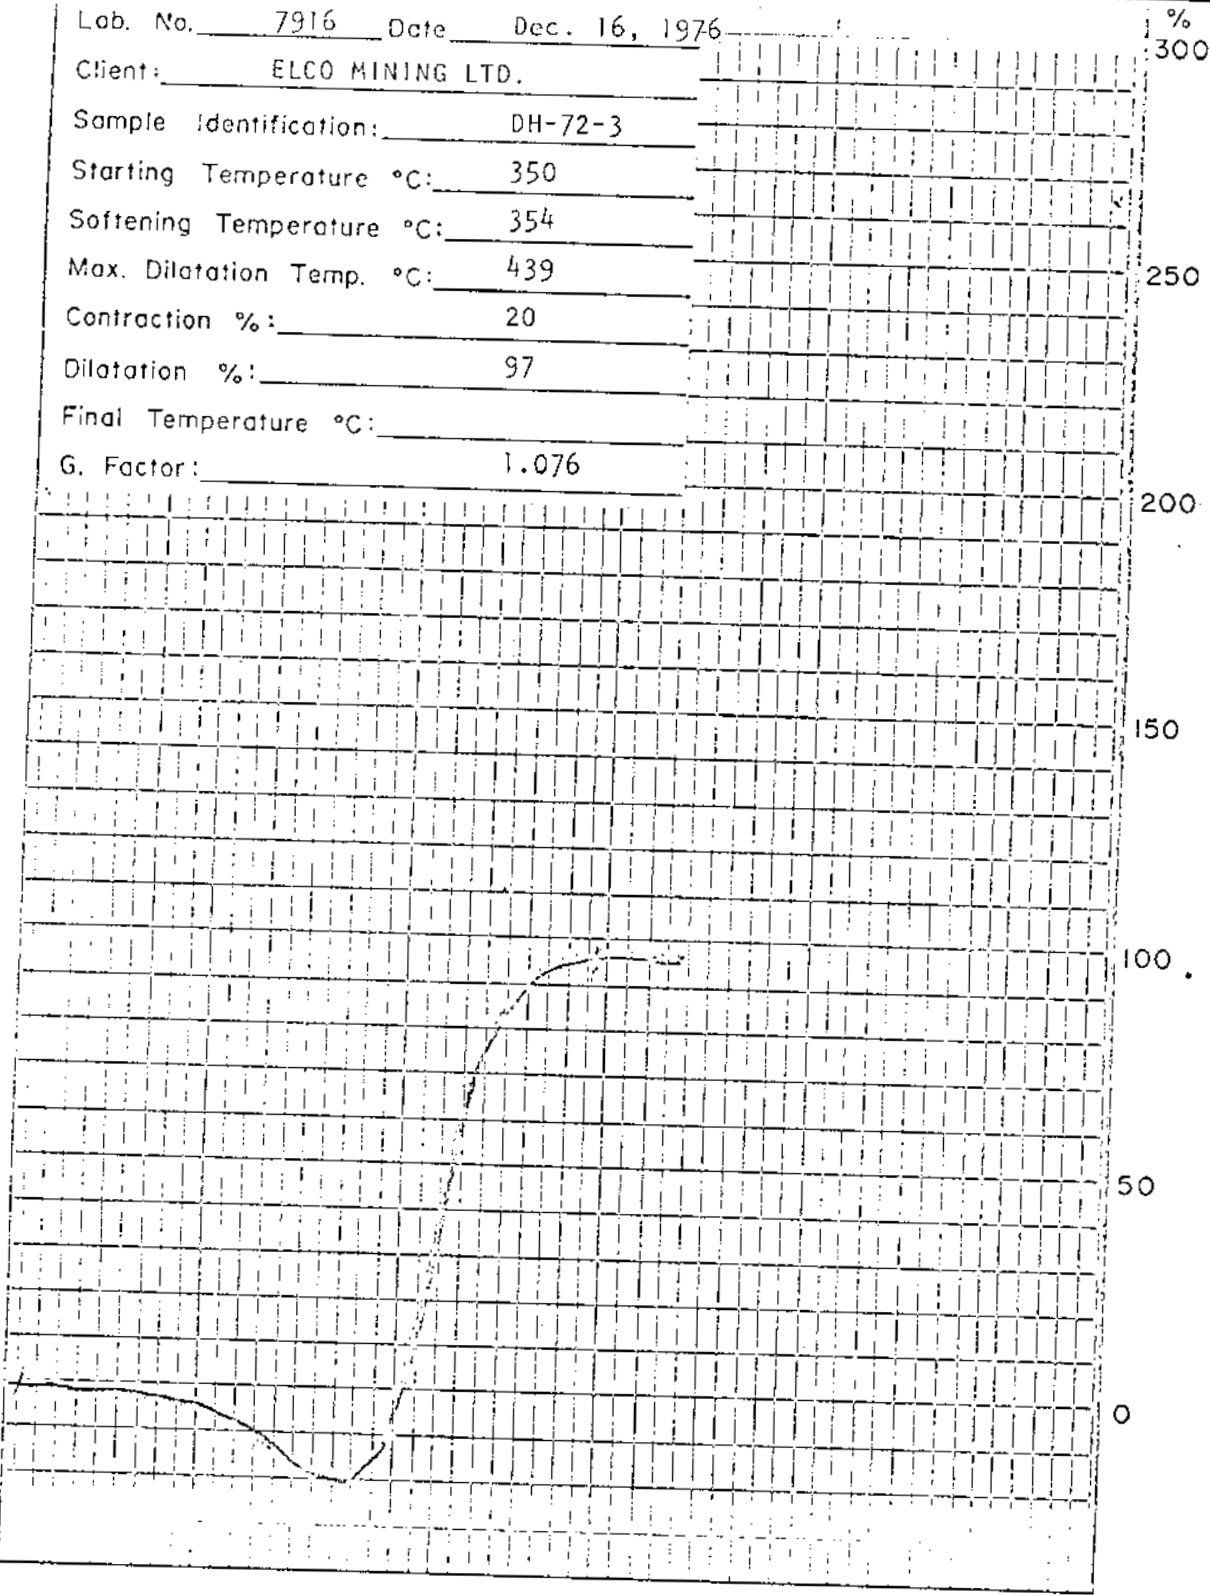 Lab. No. 7916 Date Dec. 16, 1976
Client: ELCO MINING LTD.
Sample Identification: DH-72-3
Starting Temperature °C: 350
Softening Temperature °C: 354
Max. Dilatation Temp. °C: 439
Contraction %: 20
Dilatation %: 97
Final Temperature °C:
G. Factor: 1.076
%
300
250
200
150
100
50
0